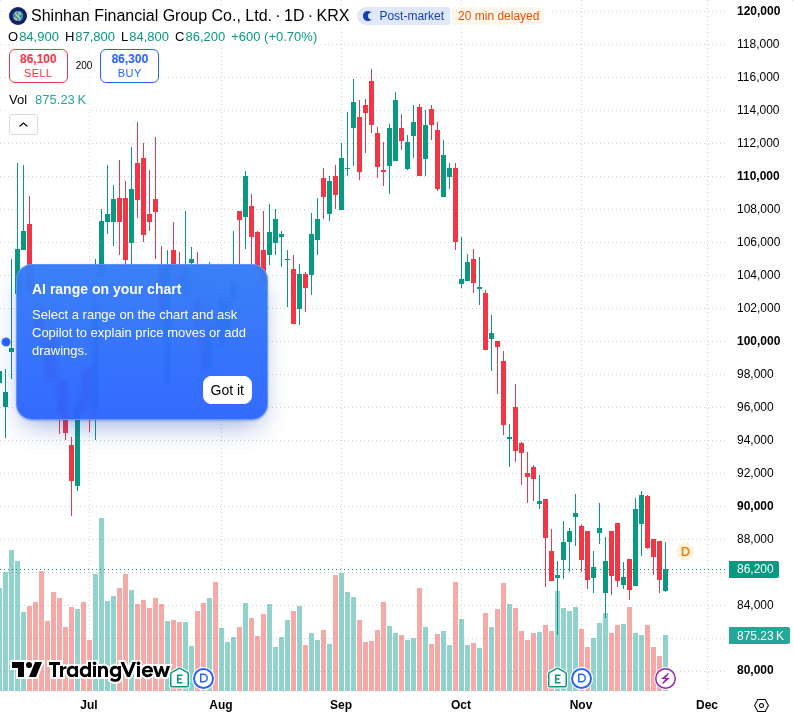 Shinhan Financial Group Co., Ltd. · 1D · KRX Post-market 20 min delayed
O84,900 H87,800 L84,800 C86,200 +600 (+0.70%)
86,100 SELL 200 86,300 BUY
Vol 875.23 K
AI range on your chart
Select a range on the chart and ask
Copilot to explain price moves or add
drawings.
Got it
120,000
118,000
116,000
114,000
112,000
110,000
108,000
106,000
104,000
102,000
100,000
98,000
96,000
94,000
92,000
90,000
88,000
86,200
84,000
875.23 K
80,000
D
TradingView
E D E D
Jul Aug Sep Oct Nov Dec